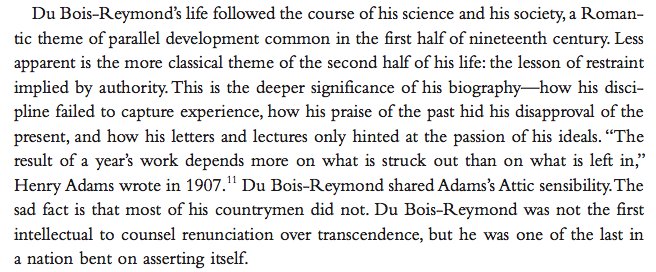 Du Bois-Reymond's life followed the course of his science and his society, a Roman-
tic theme of parallel development common in the first half of nineteenth century. Less
apparent is the more classical theme of the second half of his life: the lesson of restraint
implied by authority. This is the deeper significance of his biography—how his disci-
pline failed to capture experience, how his praise of the past hid his disapproval of the
present, and how his letters and lectures only hinted at the passion of his ideals. “The
result of a year's work depends more on what is struck out than on what is left in,”
Henry Adams wrote in 1907.¹¹ Du Bois-Reymond shared Adams's Attic sensibility. The
sad fact is that most of his countrymen did not. Du Bois-Reymond was not the first
intellectual to counsel renunciation over transcendence, but he was one of the last in
a nation bent on asserting itself.